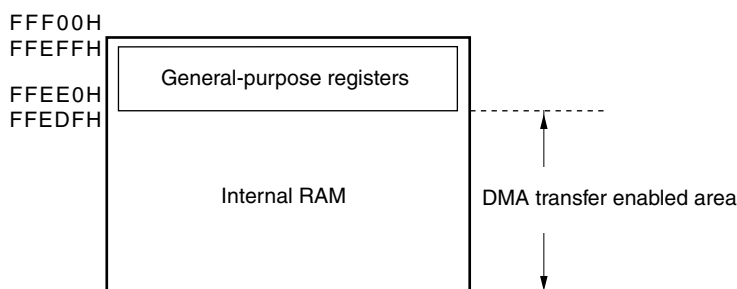 FFF00H
FFEFFH
General-purpose registers
FFEE0H
FFEDFH
Internal RAM
DMA transfer enabled area